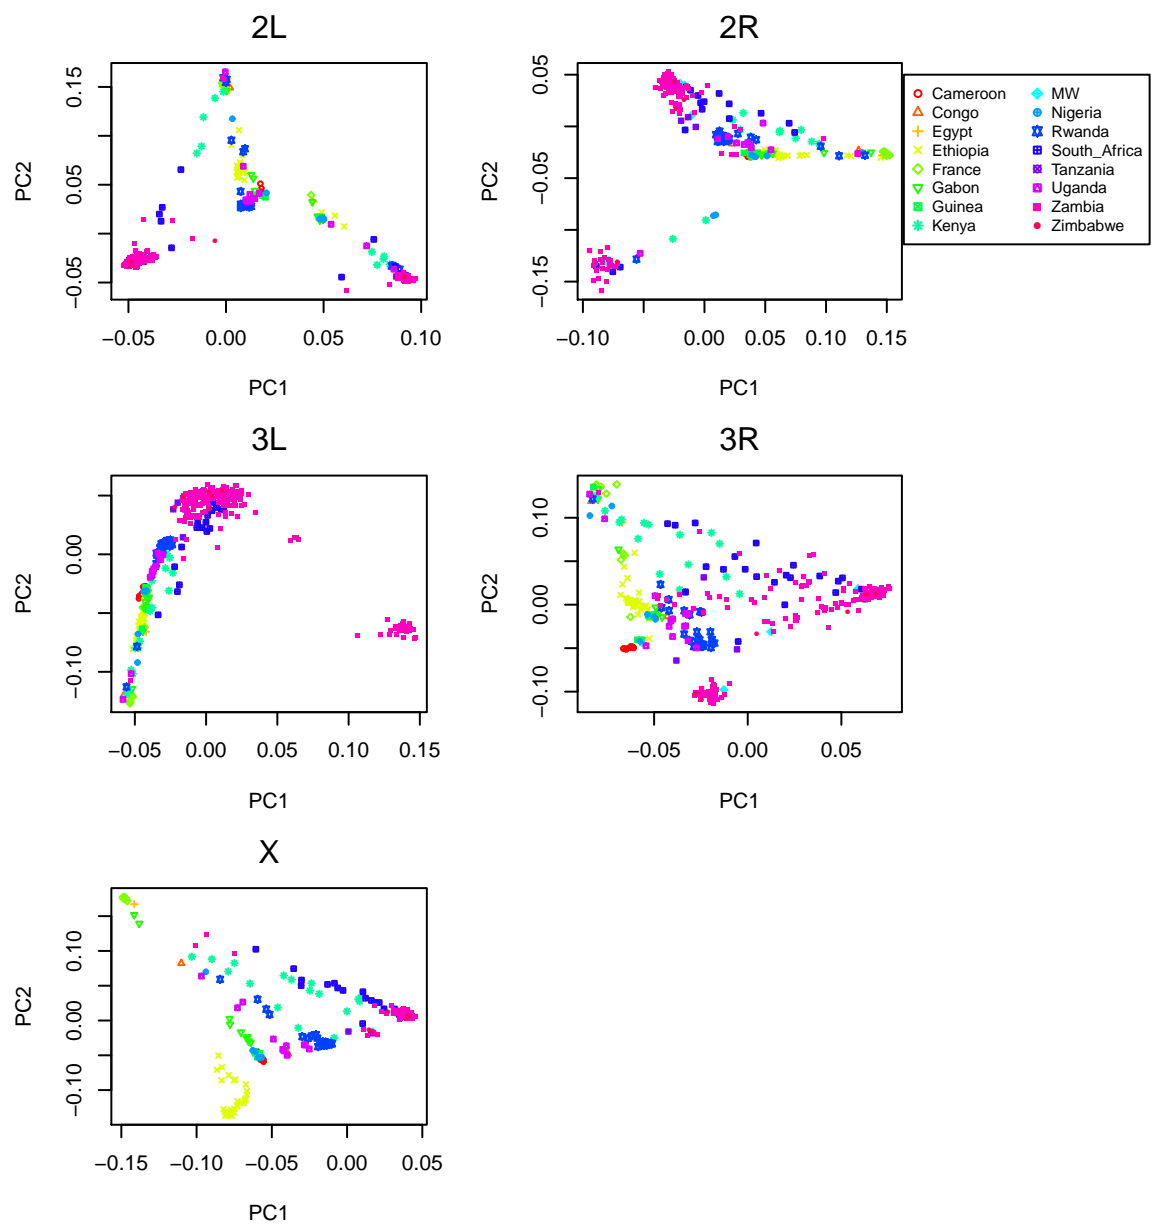 2L
PC2
0.15
0.05
−0.05
−0.05
0.00
0.05
0.10
PC1
2R
PC2
0.05
−0.05
−0.15
−0.10
0.00
0.05
0.10
0.15
PC1
Cameroon
Congo
Egypt
Ethiopia
France
Gabon
Guinea
Kenya
MW
Nigeria
Rwanda
South_Africa
Tanzania
Uganda
Zambia
Zimbabwe
3L
PC2
0.00
−0.10
−0.05
0.00
0.05
0.10
0.15
PC1
3R
PC2
0.10
0.00
−0.10
−0.05
0.00
0.05
PC1
X
PC2
0.10
0.00
−0.10
−0.15
−0.10
−0.05
0.00
0.05
PC1